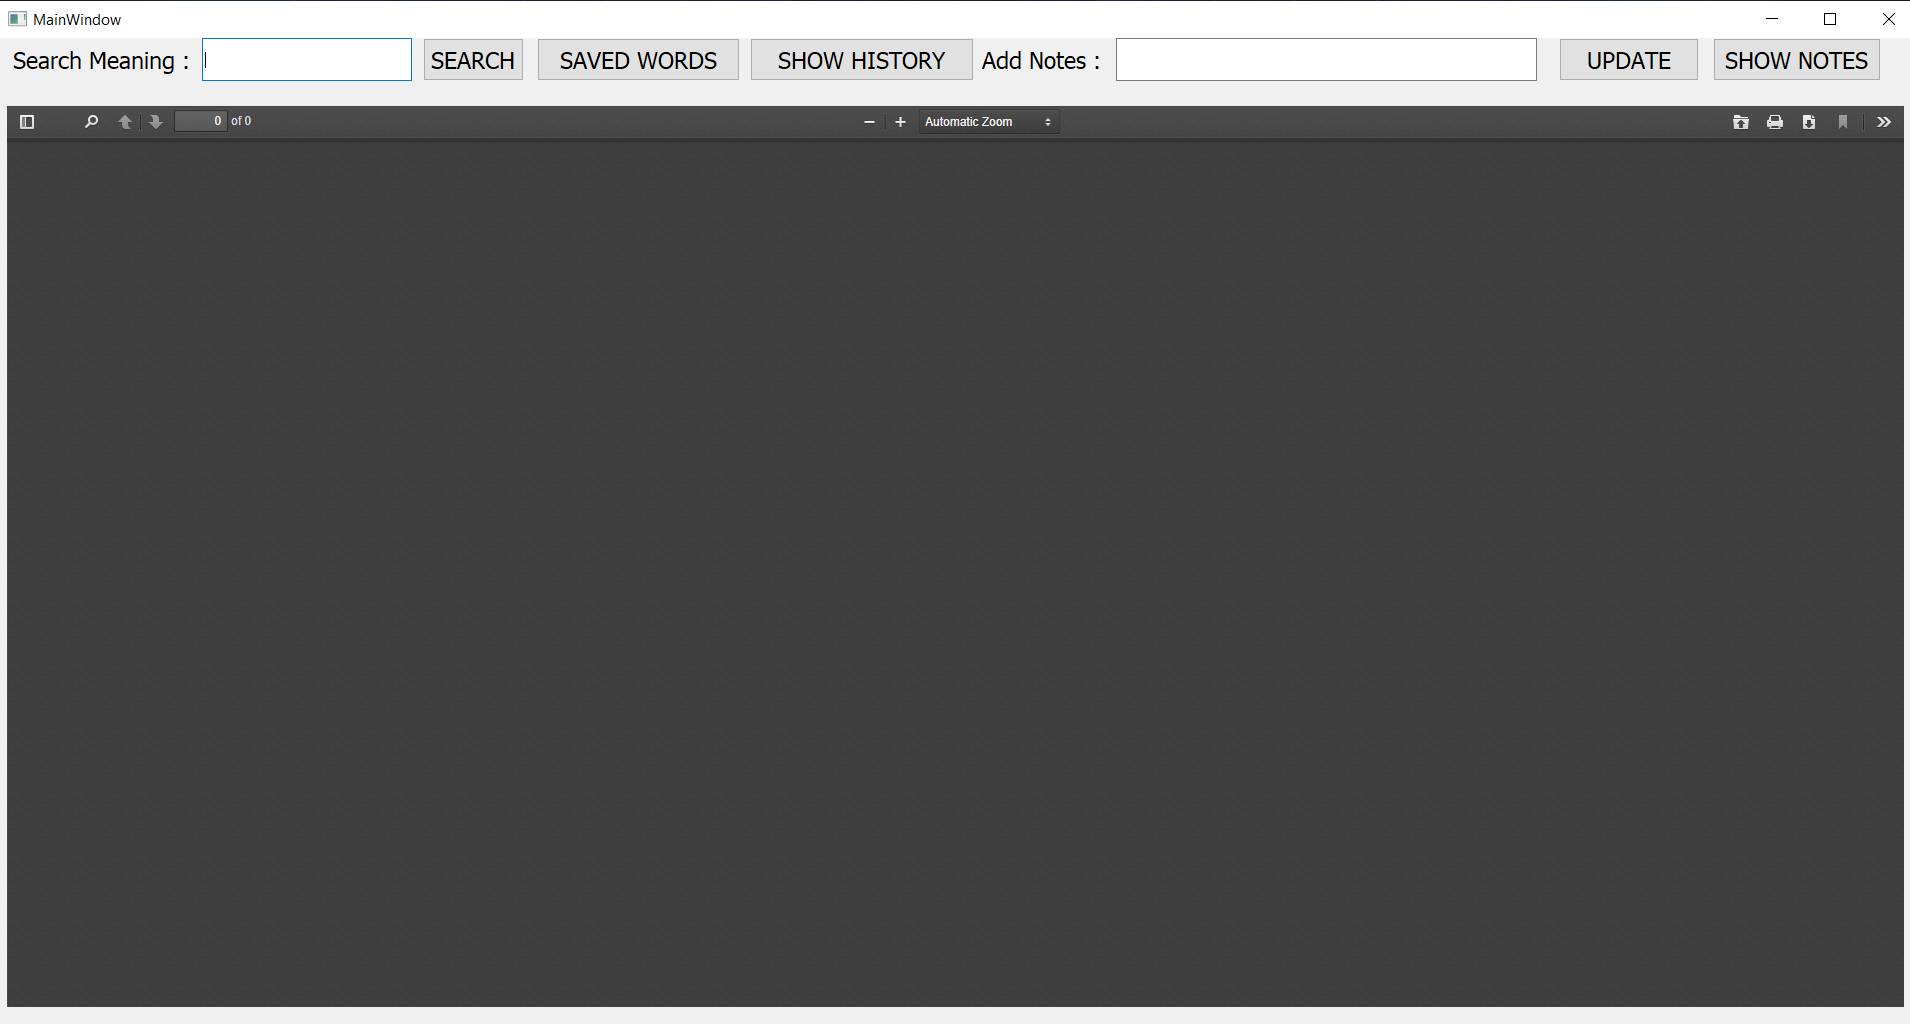 MainWindow
Search Meaning : SEARCH SAVED WORDS SHOW HISTORY Add Notes : UPDATE SHOW NOTES
0 of 0 Automatic Zoom